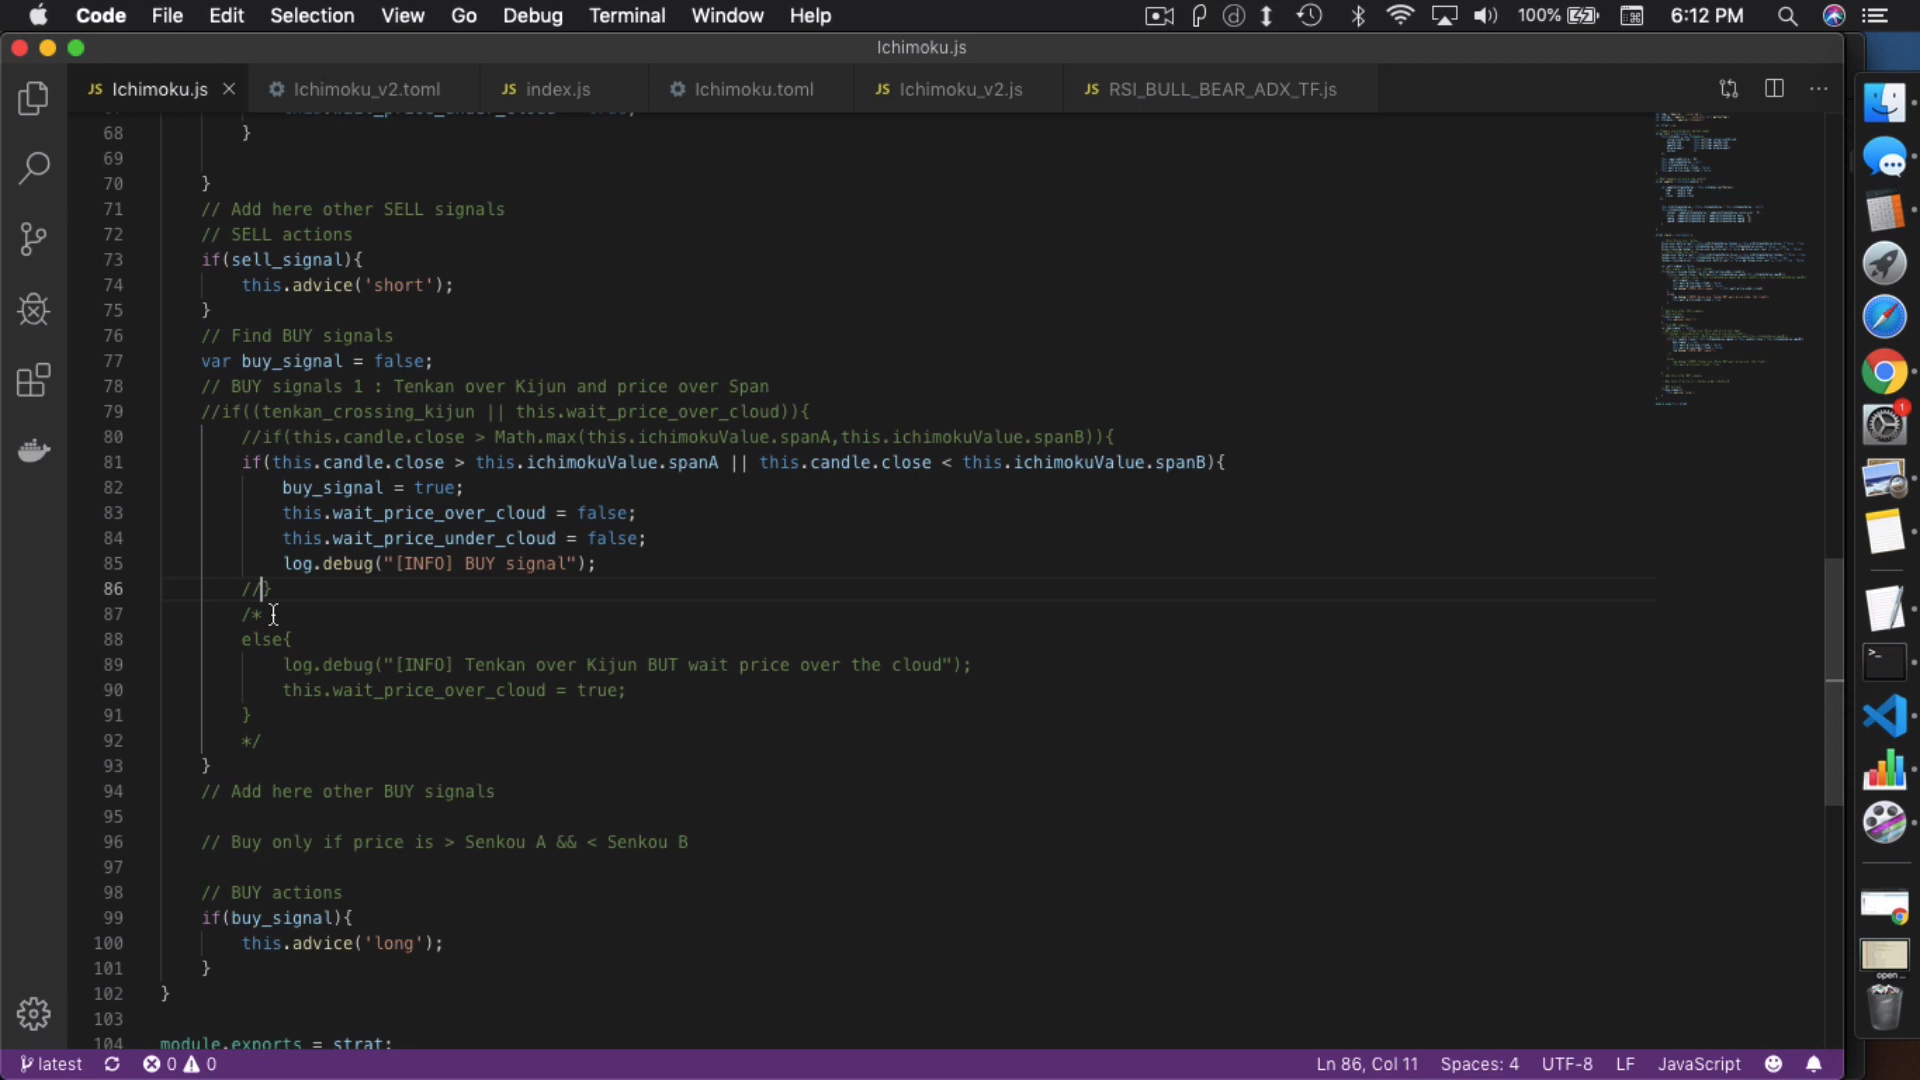 Code File Edit Selection View Go Debug Terminal Window Help 100% 6:12 PM
Ichimoku.js
JS Ichimoku.js Ichimoku_v2.toml JS index.js Ichimoku.toml JS Ichimoku_v2.js JS RSI_BULL_BEAR_ADX_TF.js
68 }
69
70 }
71 // Add here other SELL signals
72 // SELL actions
73 if(sell_signal){
74 this.advice('short');
75 }
76 // Find BUY signals
77 var buy_signal = false;
78 // BUY signals 1 : Tenkan over Kijun and price over Span
79 //if((tenkan_crossing_kijun || this.wait_price_over_cloud)){
80 //if(this.candle.close > Math.max(this.ichimokuValue.spanA,this.ichimokuValue.spanB)){
81 if(this.candle.close > this.ichimokuValue.spanA || this.candle.close < this.ichimokuValue.spanB){
82 buy_signal = true;
83 this.wait_price_over_cloud = false;
84 this.wait_price_under_cloud = false;
85 log.debug("[INFO] BUY signal");
86 //}
87 /*
88 else{
89 log.debug("[INFO] Tenkan over Kijun BUT wait price over the cloud");
90 this.wait_price_over_cloud = true;
91 }
92 */
93 }
94 // Add here other BUY signals
95
96 // Buy only if price is > Senkou A && < Senkou B
97
98 // BUY actions
99 if(buy_signal){
100 this.advice('long');
101 }
102 }
103
104 module.exports = strat;
latest 0 0 Ln 86, Col 11 Spaces: 4 UTF-8 LF JavaScript